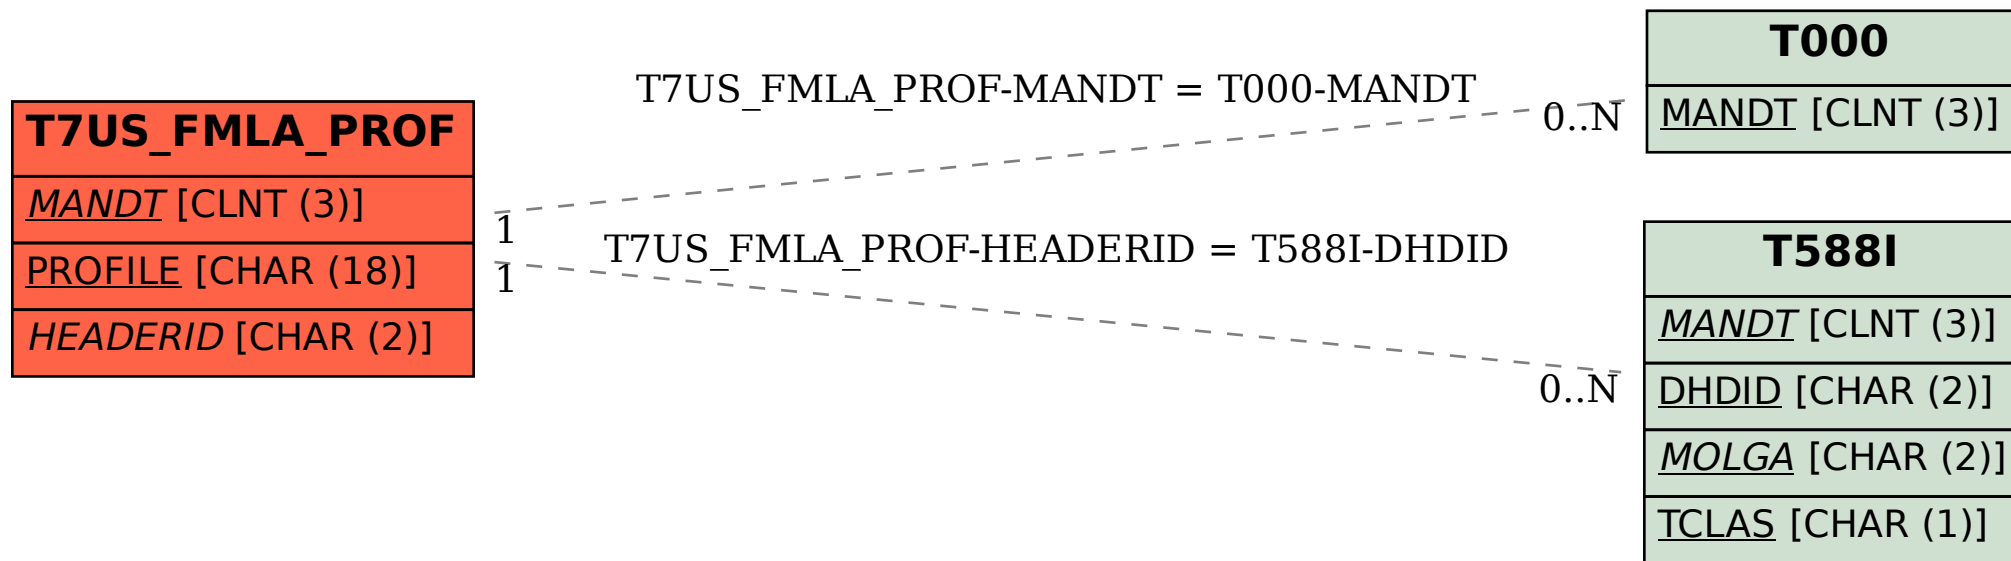 T7US_FMLA_PROF
MANDT [CLNT (3)]
PROFILE [CHAR (18)]
HEADERID [CHAR (2)]
T7US_FMLA_PROF-MANDT = T000-MANDT
1
0..N
T7US_FMLA_PROF-HEADERID = T588I-DHDID
1
0..N
T000
MANDT [CLNT (3)]
T588I
MANDT [CLNT (3)]
DHDID [CHAR (2)]
MOLGA [CHAR (2)]
TCLAS [CHAR (1)]